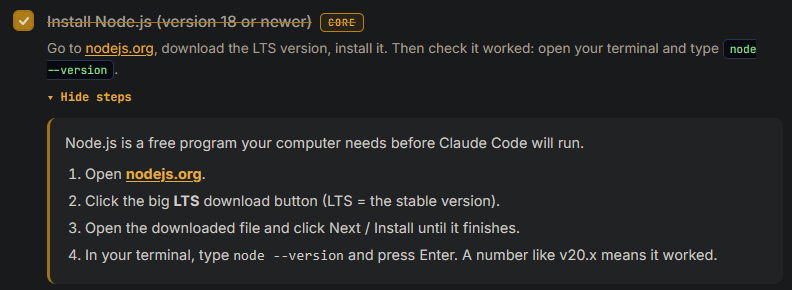 Install Node.js (version 18 or newer) CORE
Go to nodejs.org, download the LTS version, install it. Then check it worked: open your terminal and type node
--version.
▾ Hide steps
Node.js is a free program your computer needs before Claude Code will run.
1. Open nodejs.org.
2. Click the big LTS download button (LTS = the stable version).
3. Open the downloaded file and click Next / Install until it finishes.
4. In your terminal, type node --version and press Enter. A number like v20.x means it worked.